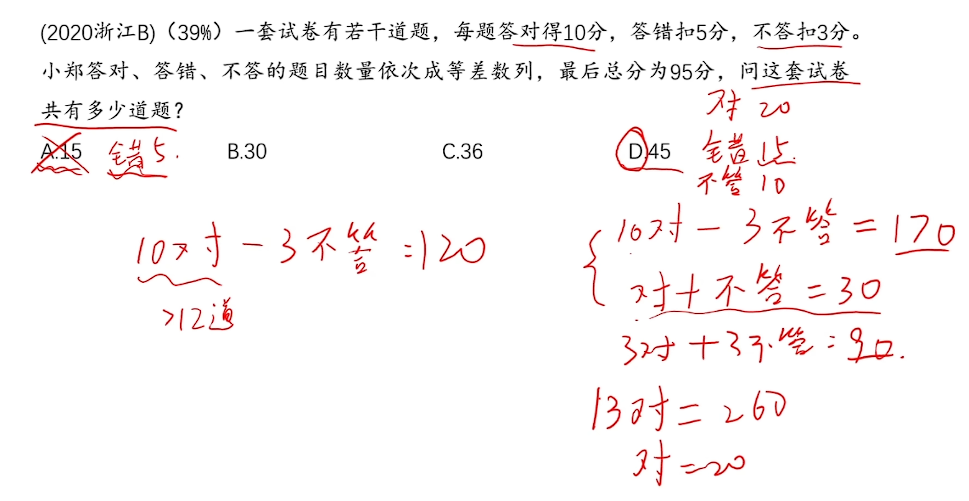 (2020浙江B)（39%）一套试卷有若干道题，每题答对得10分，答错扣5分，不答扣3分。
小郑答对、答错、不答的题目数量依次成等差数列，最后总分为95分，问这套试卷
共有多少道题？
A.15 错5.
B.30
C.36
D.45
对 20
错 15
不答 10
10对-3不答=120
>12道
10对-3不答=170
对+不答=30
3对+3不答=90.
13对=260
对=20